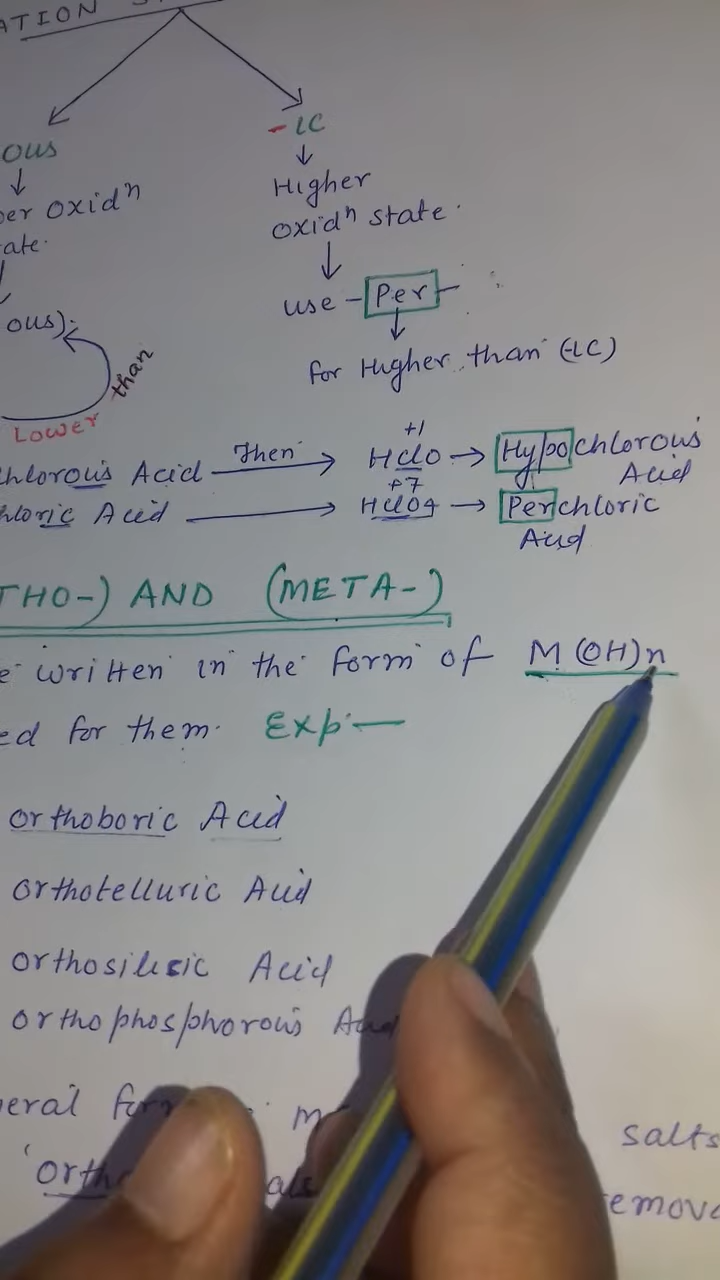 ATION
OUS
-IC
Higher
oxidⁿ state.
er oxidⁿ
ate.
use - Per -
ous).
than
for Higher than (-IC)
Lower
+1
chlorous Acid Then HClO → Hypochlorous
Acid
+7
hloric Acid → HClO4 → Perchloric
Acid
THO-) AND (META-)
e written in the form of M(OH)n
ed for them. Exp:-
orthoboric Acid
orthotelluric Acid
orthosilicic Acid
orthophosphorous
eral
salts
'ortho
emove